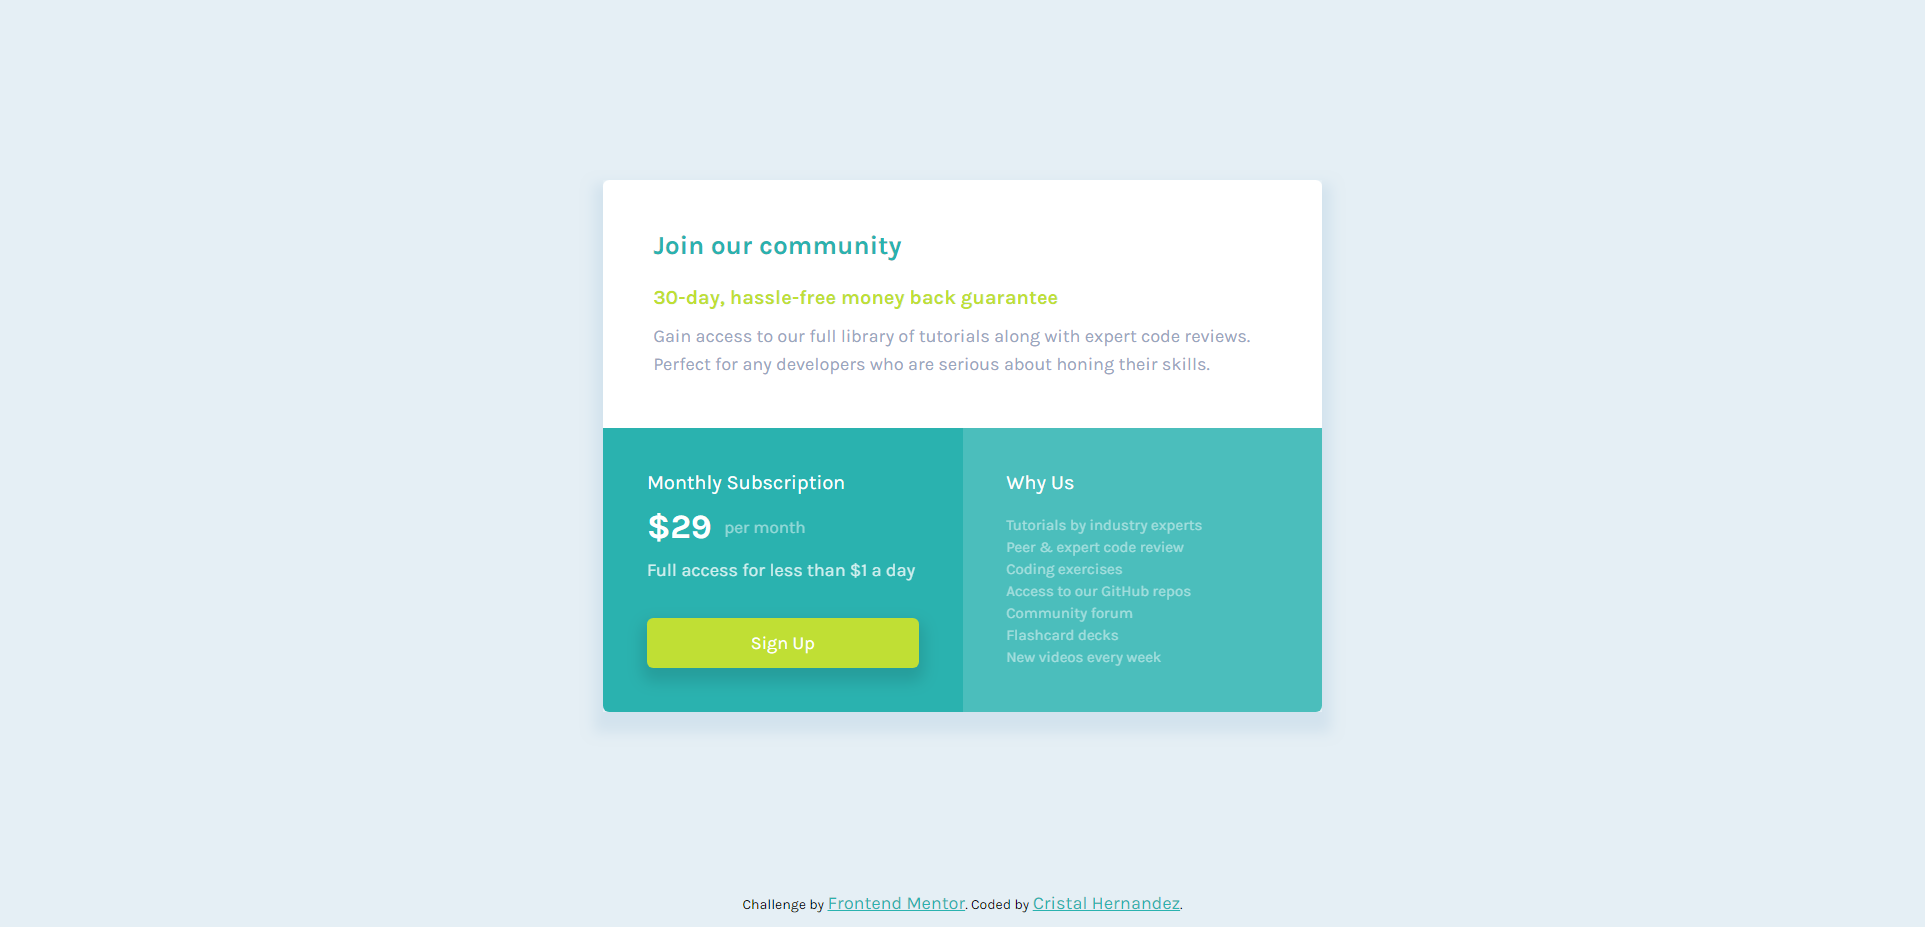 Join our community
30-day, hassle-free money back guarantee
Gain access to our full library of tutorials along with expert code reviews.
Perfect for any developers who are serious about honing their skills.
Monthly Subscription
$29 per month
Full access for less than $1 a day
Sign Up
Why Us
Tutorials by industry experts
Peer & expert code review
Coding exercises
Access to our GitHub repos
Community forum
Flashcard decks
New videos every week
Challenge by Frontend Mentor. Coded by Cristal Hernandez.